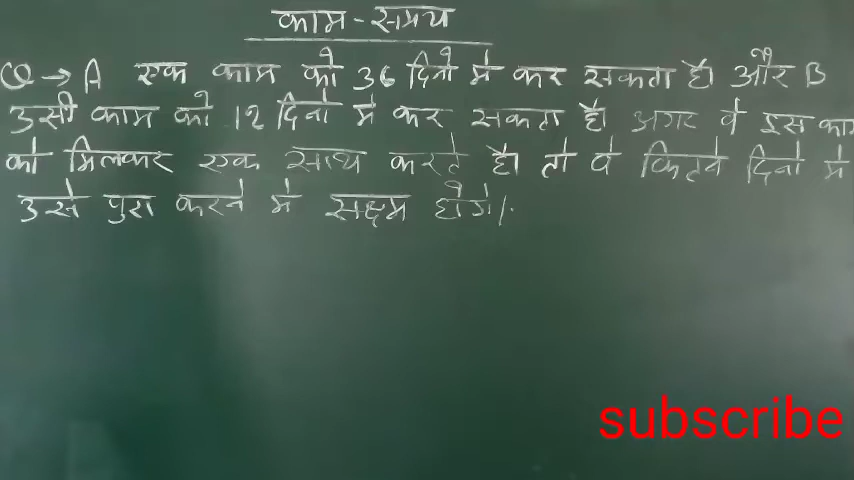 काम - समय
Q → A एक काम को 36 दिनो मे कर सकता है। और B
उसी काम को 12 दिनो मे कर सकता है। अगर वे इस काम
को मिलकर एक साथ करते है। तो वे कितने दिनो मे
उसे पुरा करने मे सक्षम होगे।
subscribe